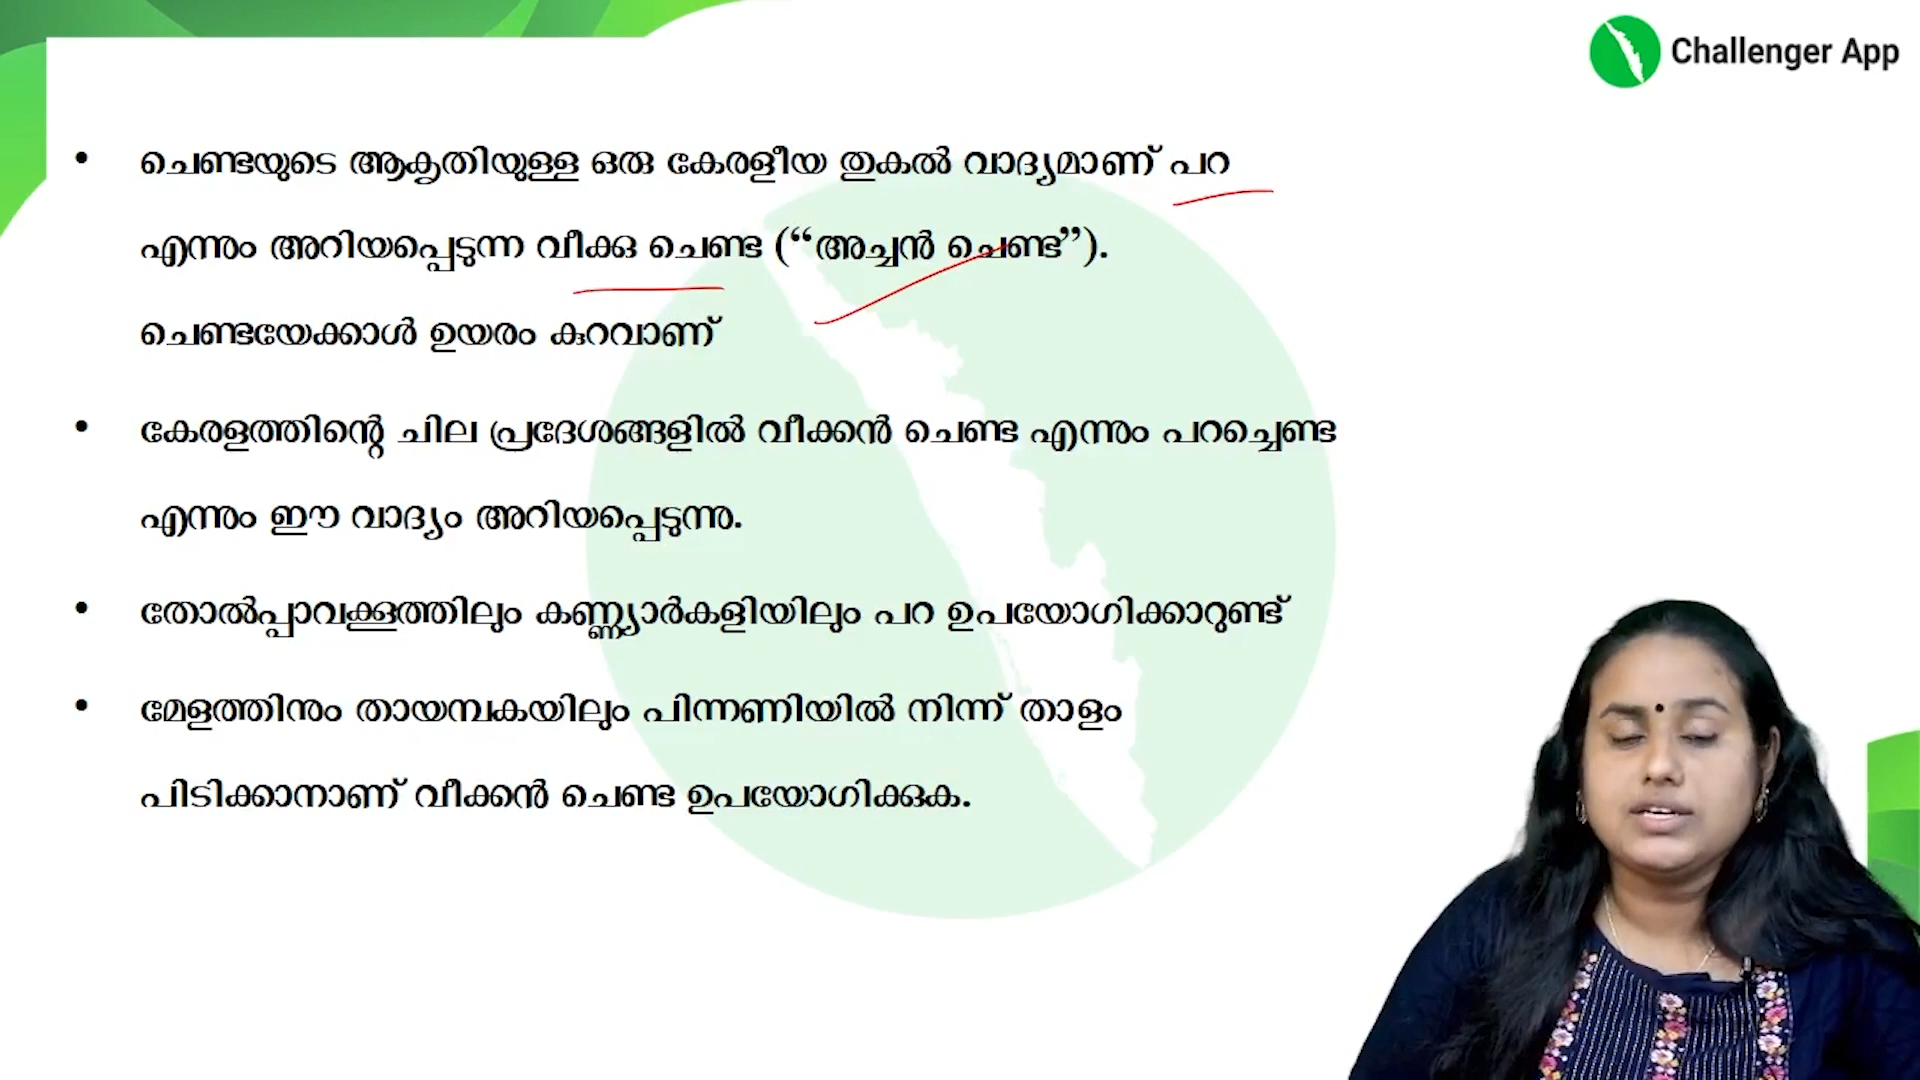 Challenger App
• ചെണ്ടയുടെ ആകൃതിയുള്ള ഒരു കേരളീയ തുകൽ വാദ്യമാണ് പറ
എന്നും അറിയപ്പെടുന്ന വീക്കു ചെണ്ട (“അച്ചൻ ചെണ്ട”).
ചെണ്ടയേക്കാൾ ഉയരം കുറവാണ്
• കേരളത്തിന്റെ ചില പ്രദേശങ്ങളിൽ വീക്കൻ ചെണ്ട എന്നും പറച്ചെണ്ട
എന്നും ഈ വാദ്യം അറിയപ്പെടുന്നു.
• തോൽപ്പാവക്കൂത്തിലും കണ്ണ്യാർകളിയിലും പറ ഉപയോഗിക്കാറുണ്ട്
• മേളത്തിനും തായമ്പകയിലും പിന്നണിയിൽ നിന്ന് താളം
പിടിക്കാനാണ് വീക്കൻ ചെണ്ട ഉപയോഗിക്കുക.